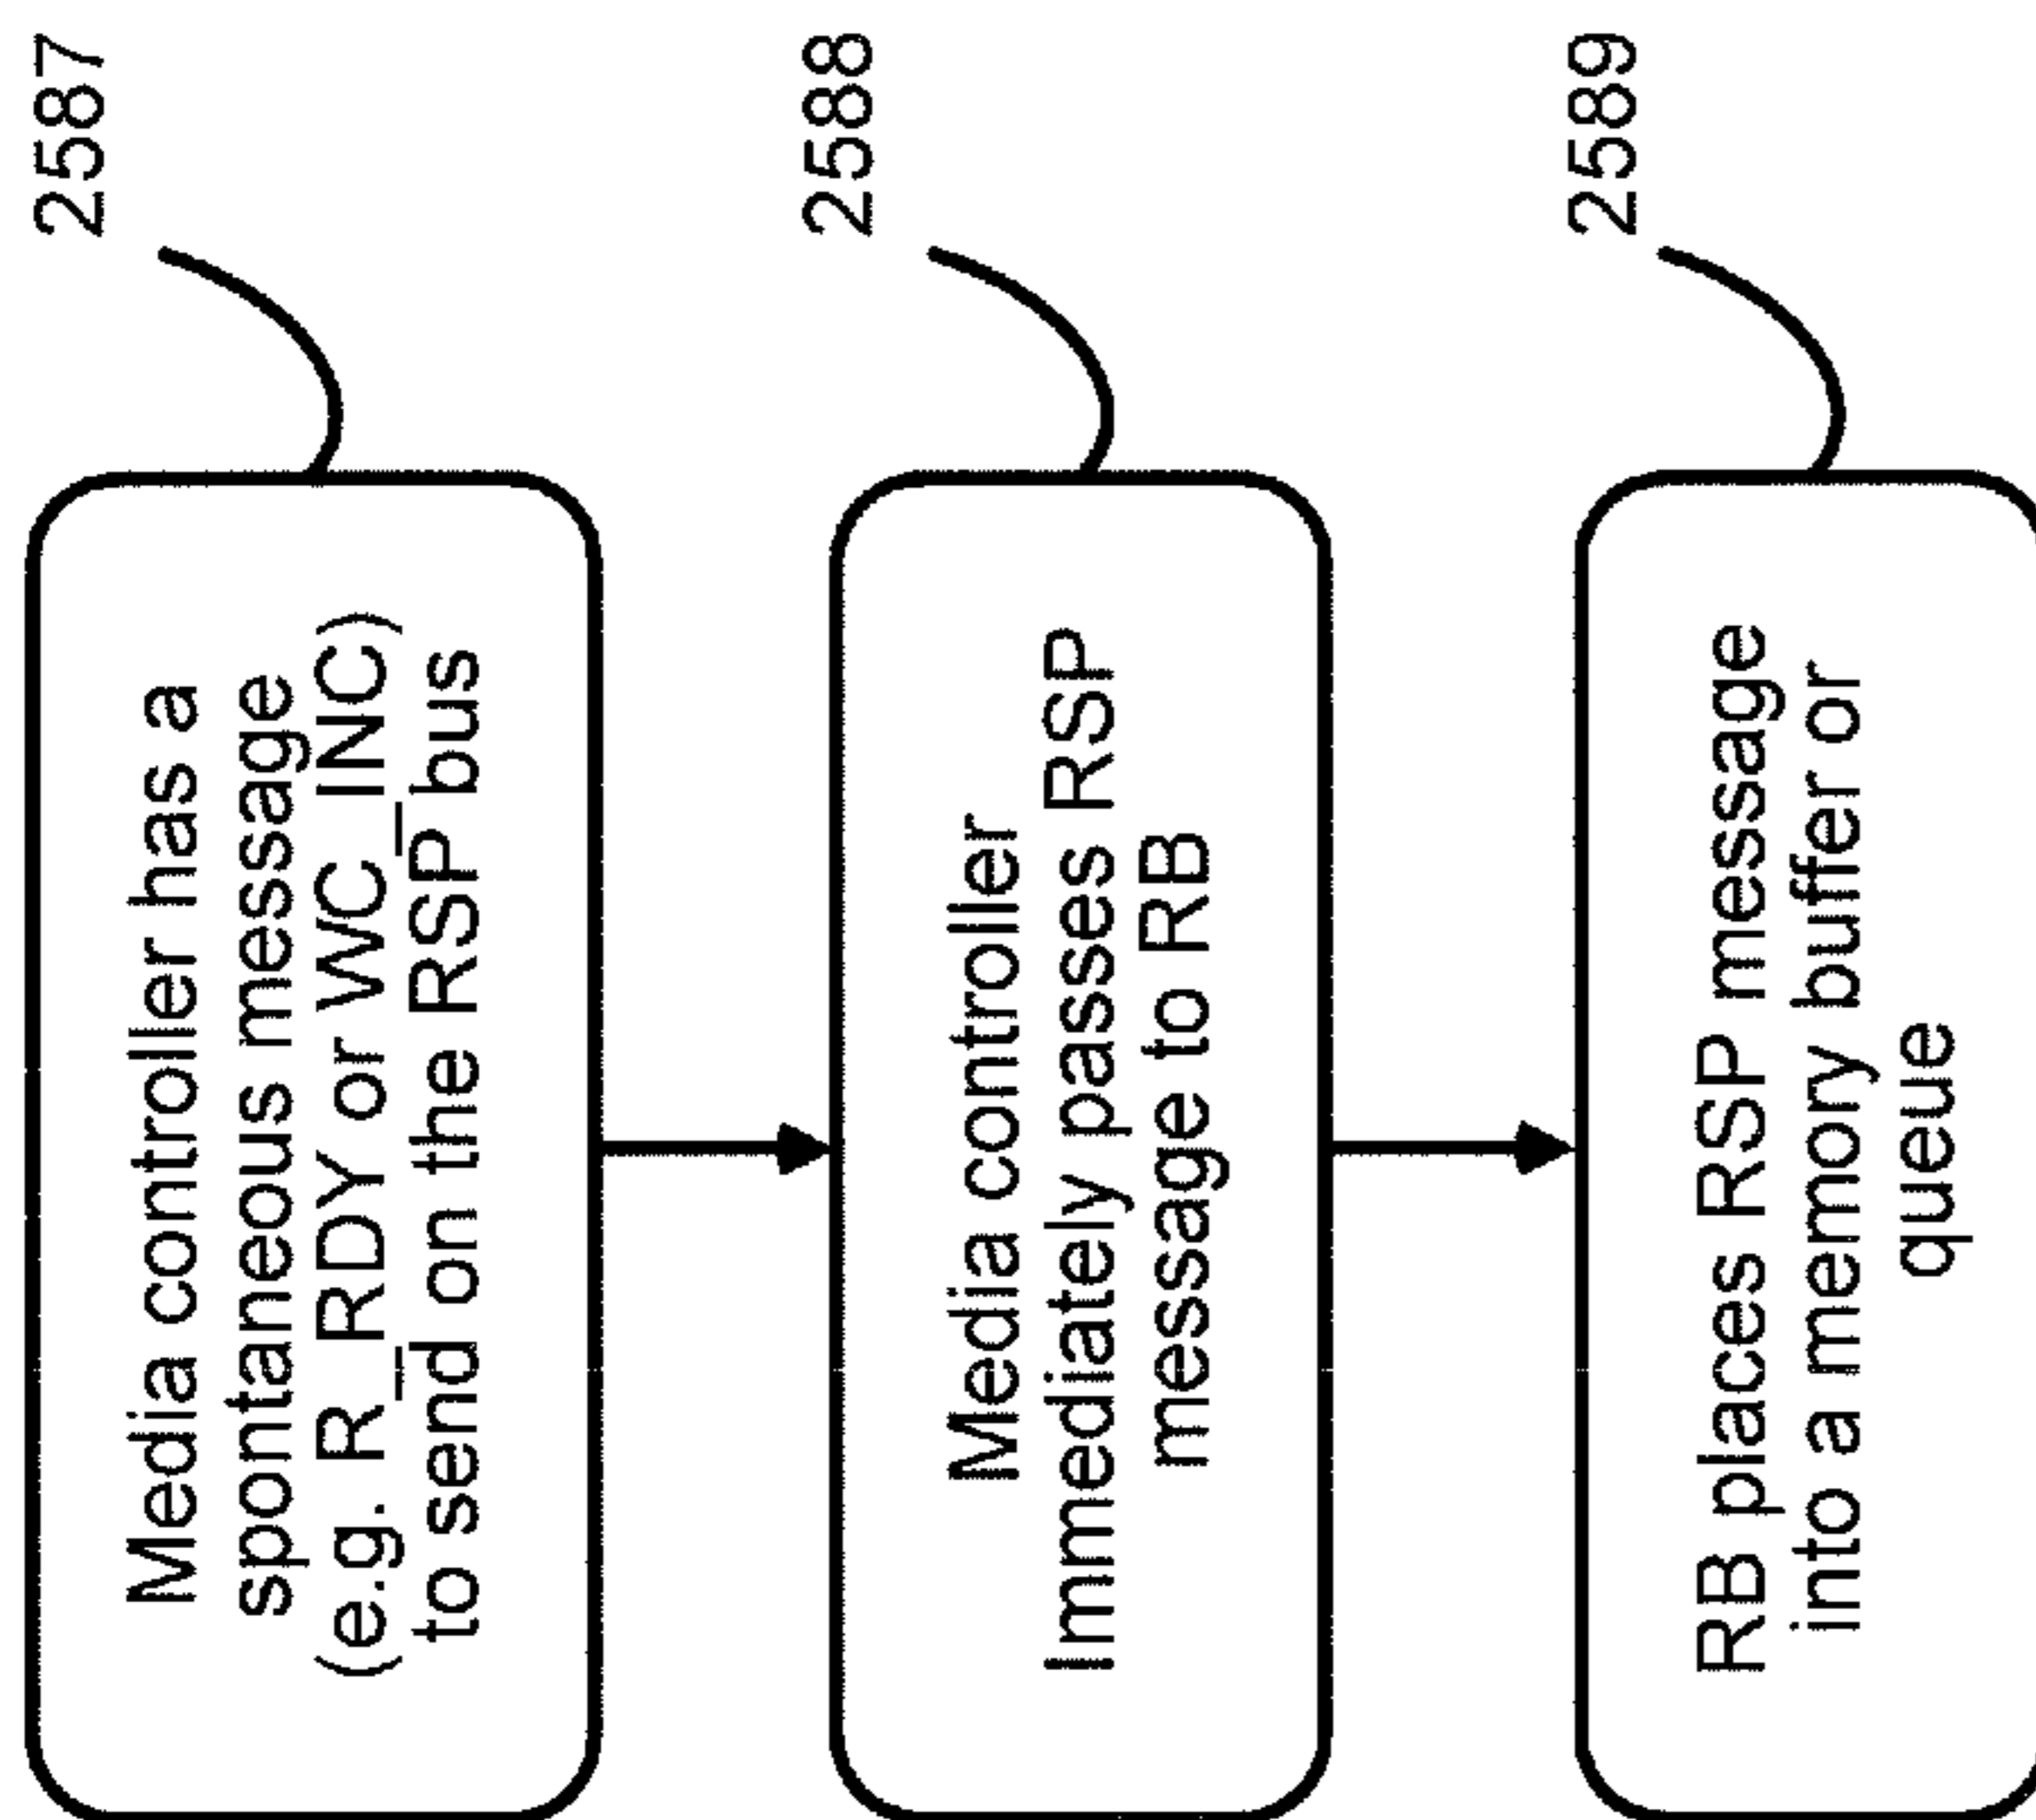 Media controller has a
spontaneous message
(e.g. R_RDY or WC_INC)
to send on the RSP bus
2587
Media controller
Immediately passes RSP
message to RB
2588
RB places RSP message
into a memory buffer or
queue
2589